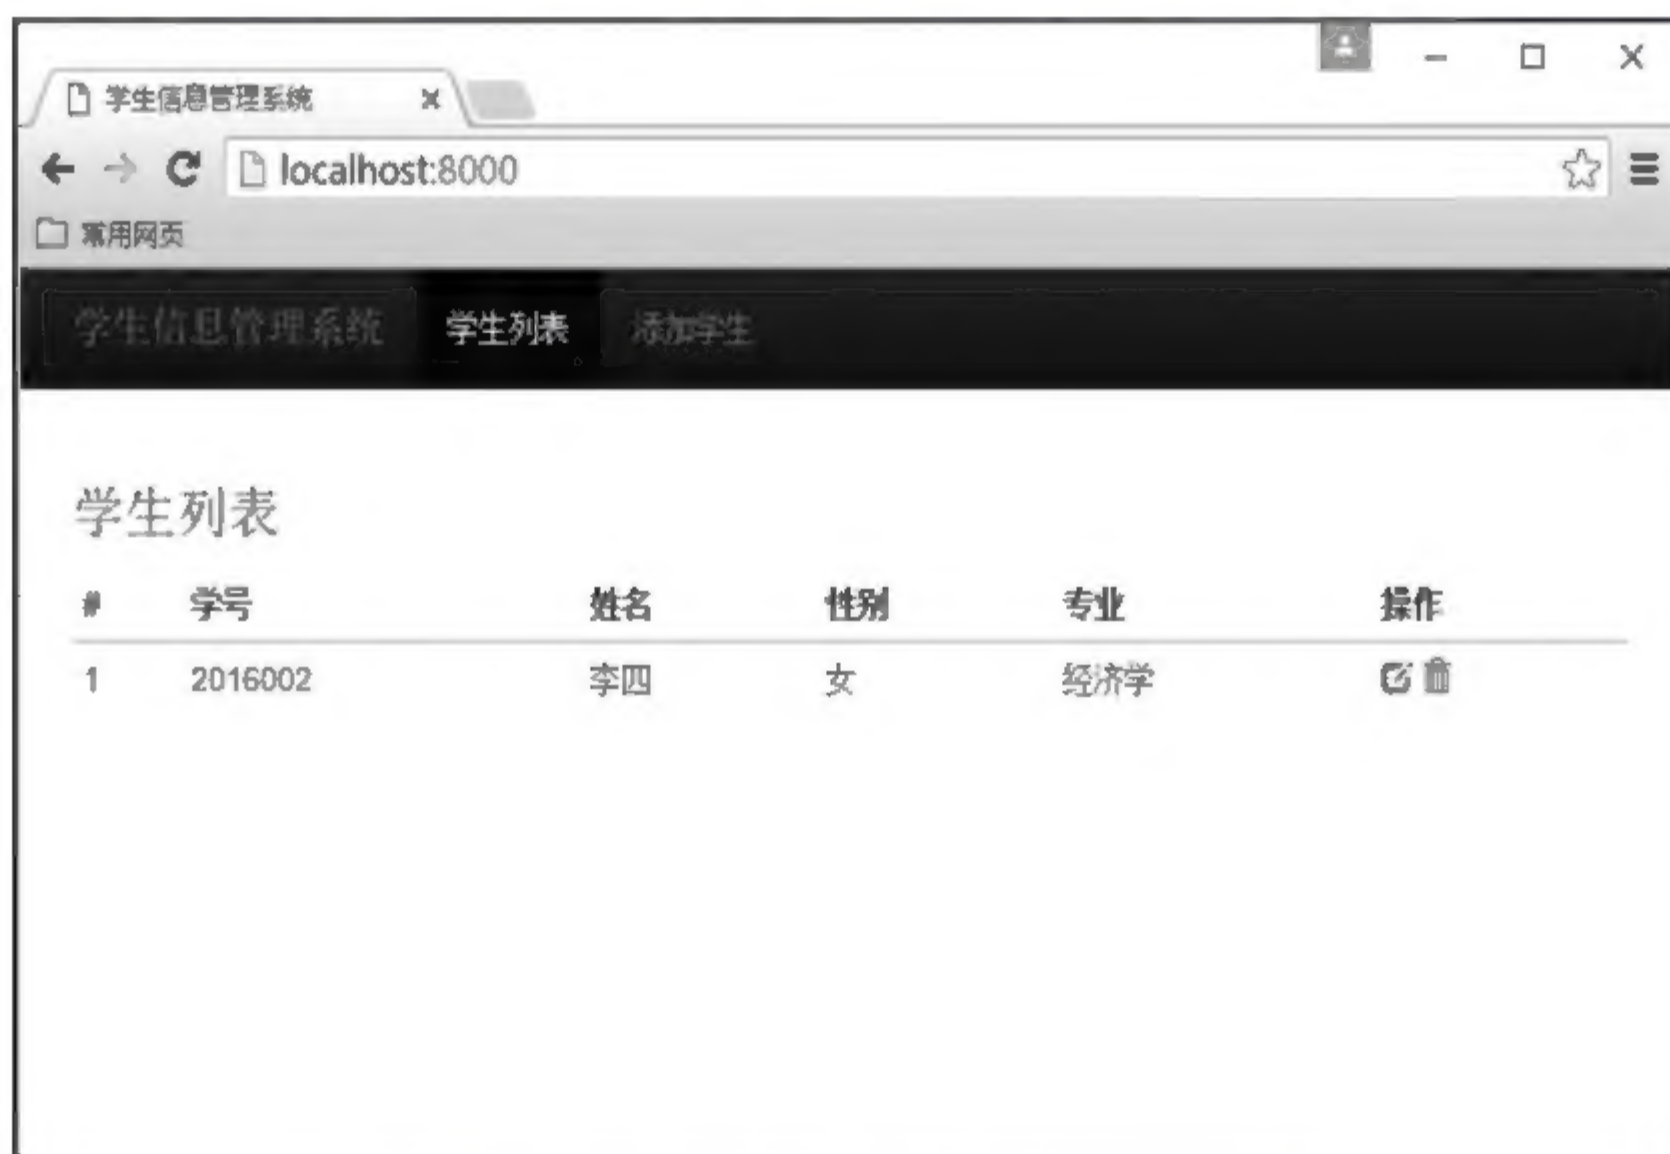 学生信息管理系统
localhost:8000
常用网页
学生信息管理系统 学生列表 添加学生
学生列表
# 学号 姓名 性别 专业 操作
1 2016002 李四 女 经济学